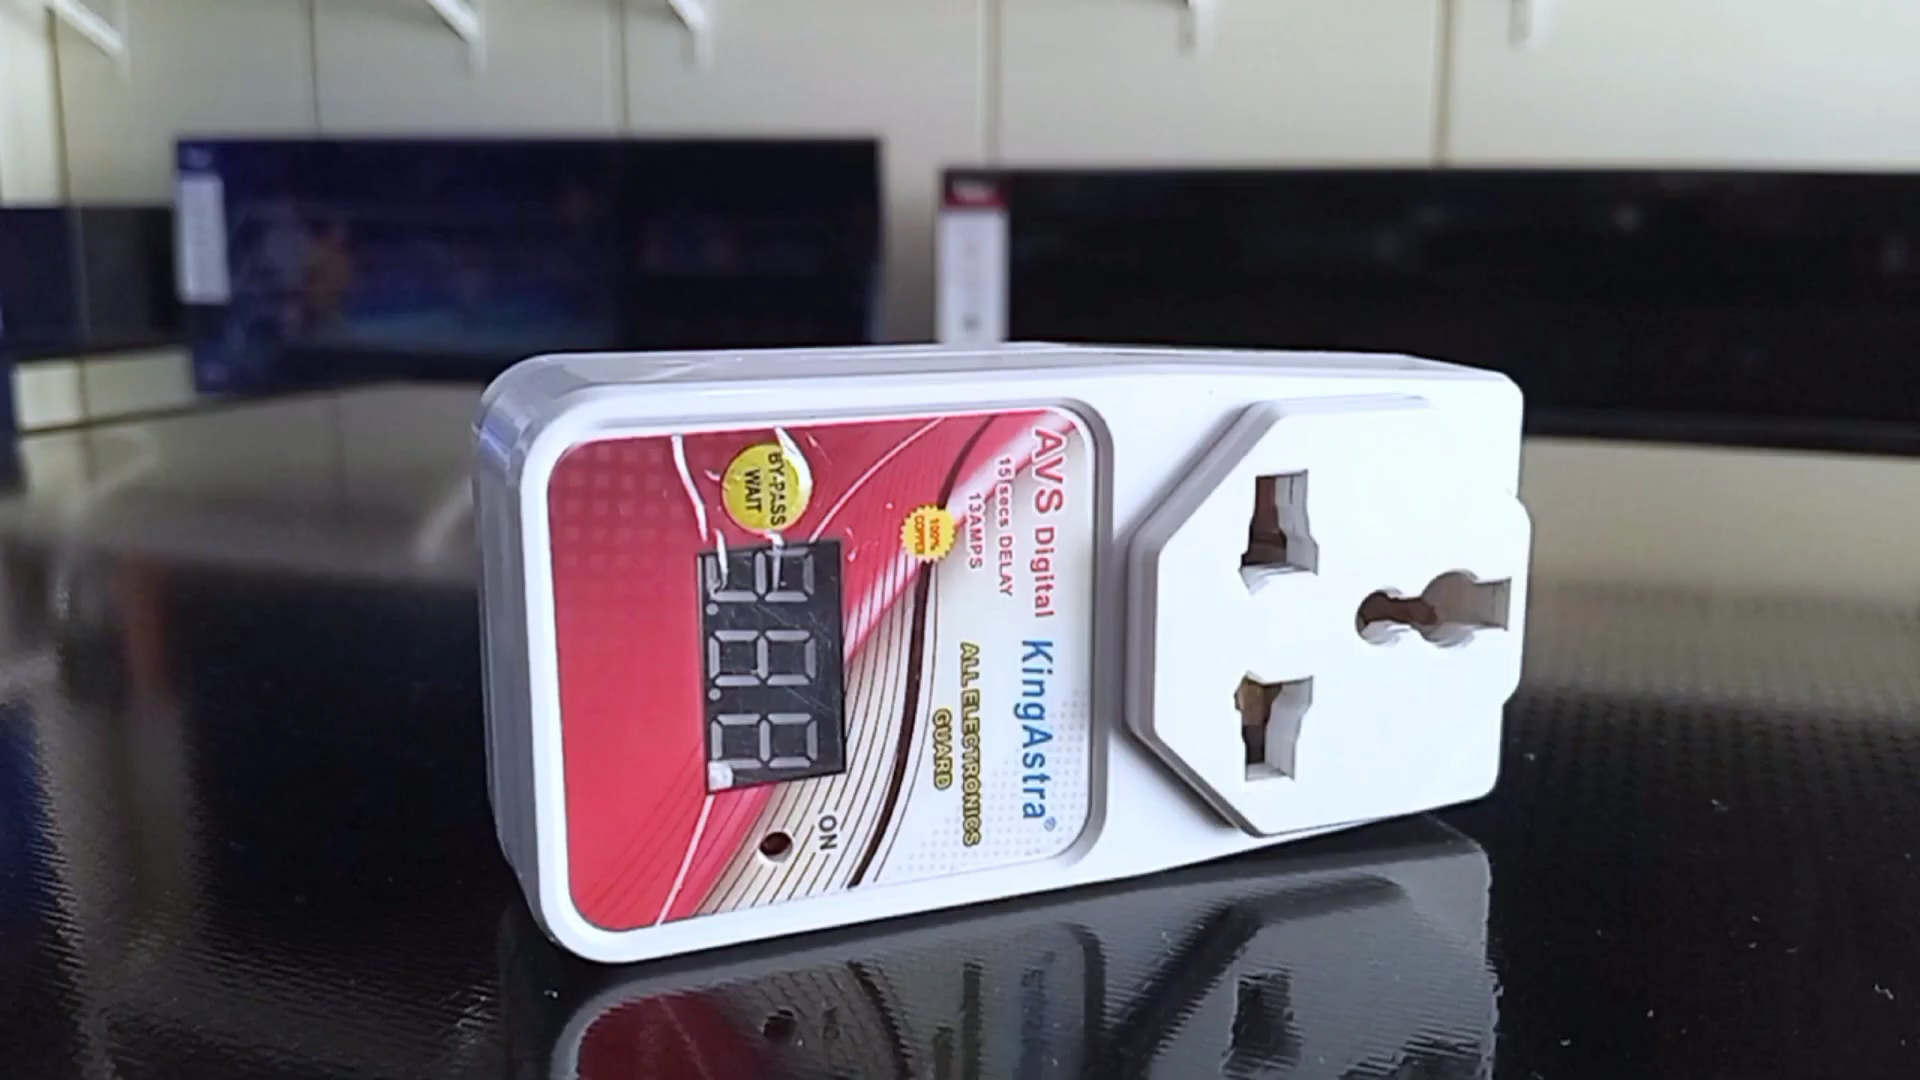 AVS Digital KingAstra®
15secs DELAY
13AMPS
ALL ELECTRONICS
GUARD
100%
COPPER
BY-PASS
WAIT
ON